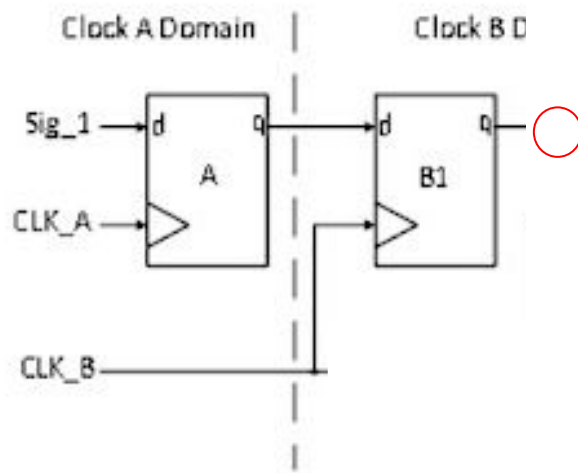 Clock A Domain
Clock B D
Sig_1
d
q
d
q
A
B1
CLK_A
CLK_B